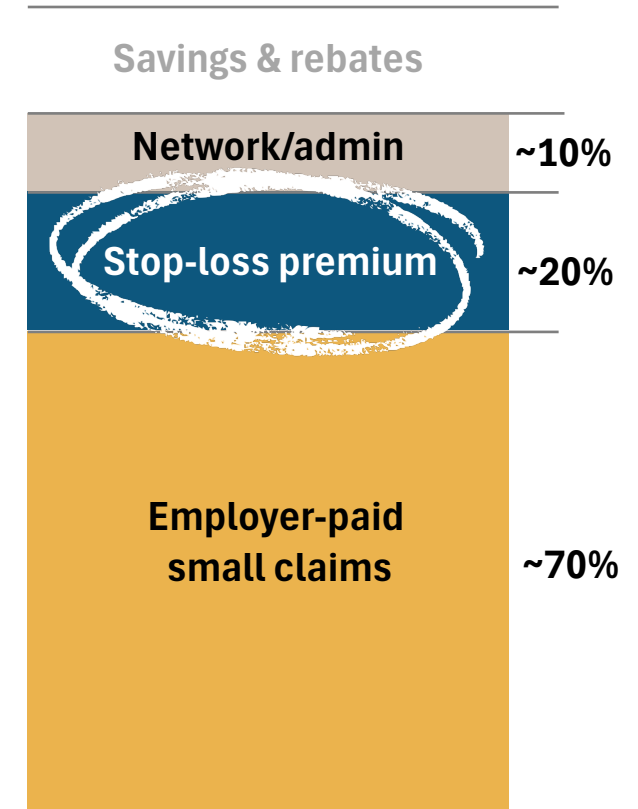 Savings & rebates
Network/admin
~10%
Stop-loss premium
~20%
Employer-paid
small claims
~70%